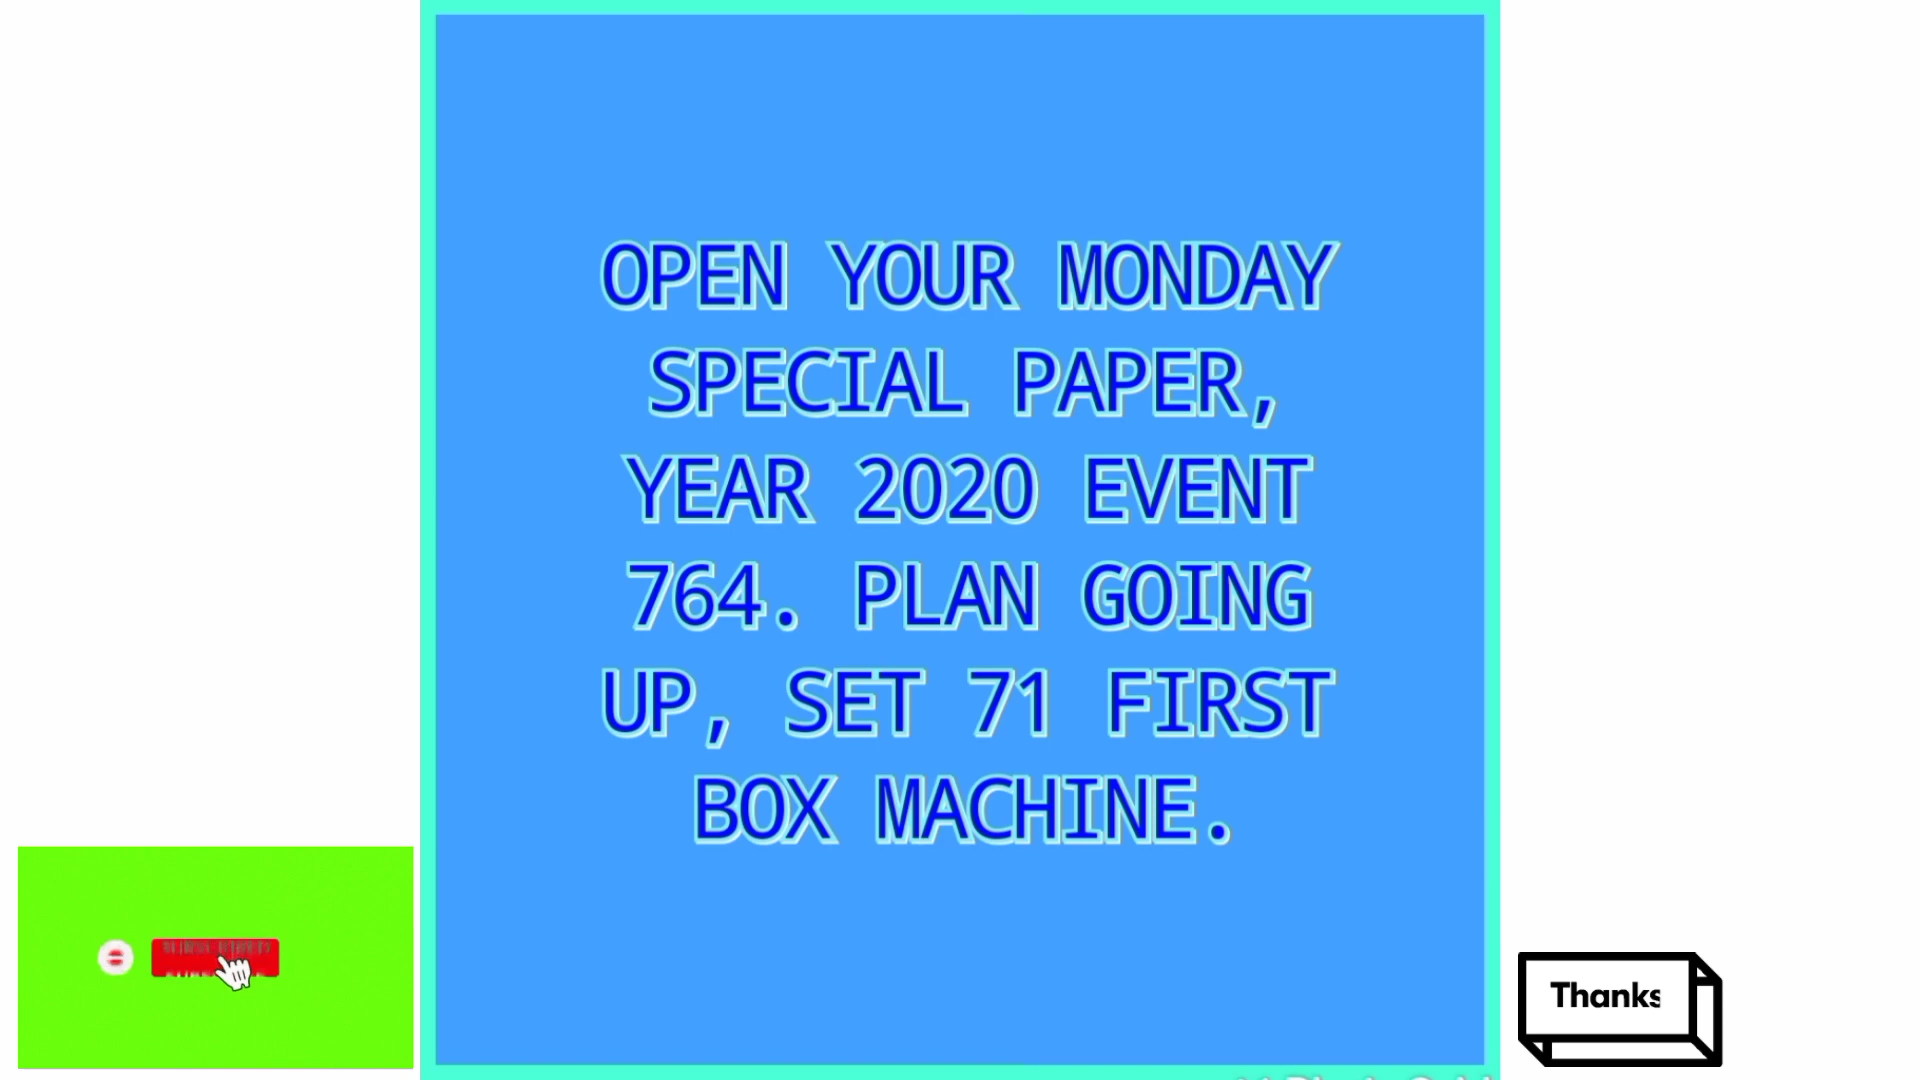 OPEN YOUR MONDAY
SPECIAL PAPER,
YEAR 2020 EVENT
764. PLAN GOING
UP, SET 71 FIRST
BOX MACHINE.
Thanks